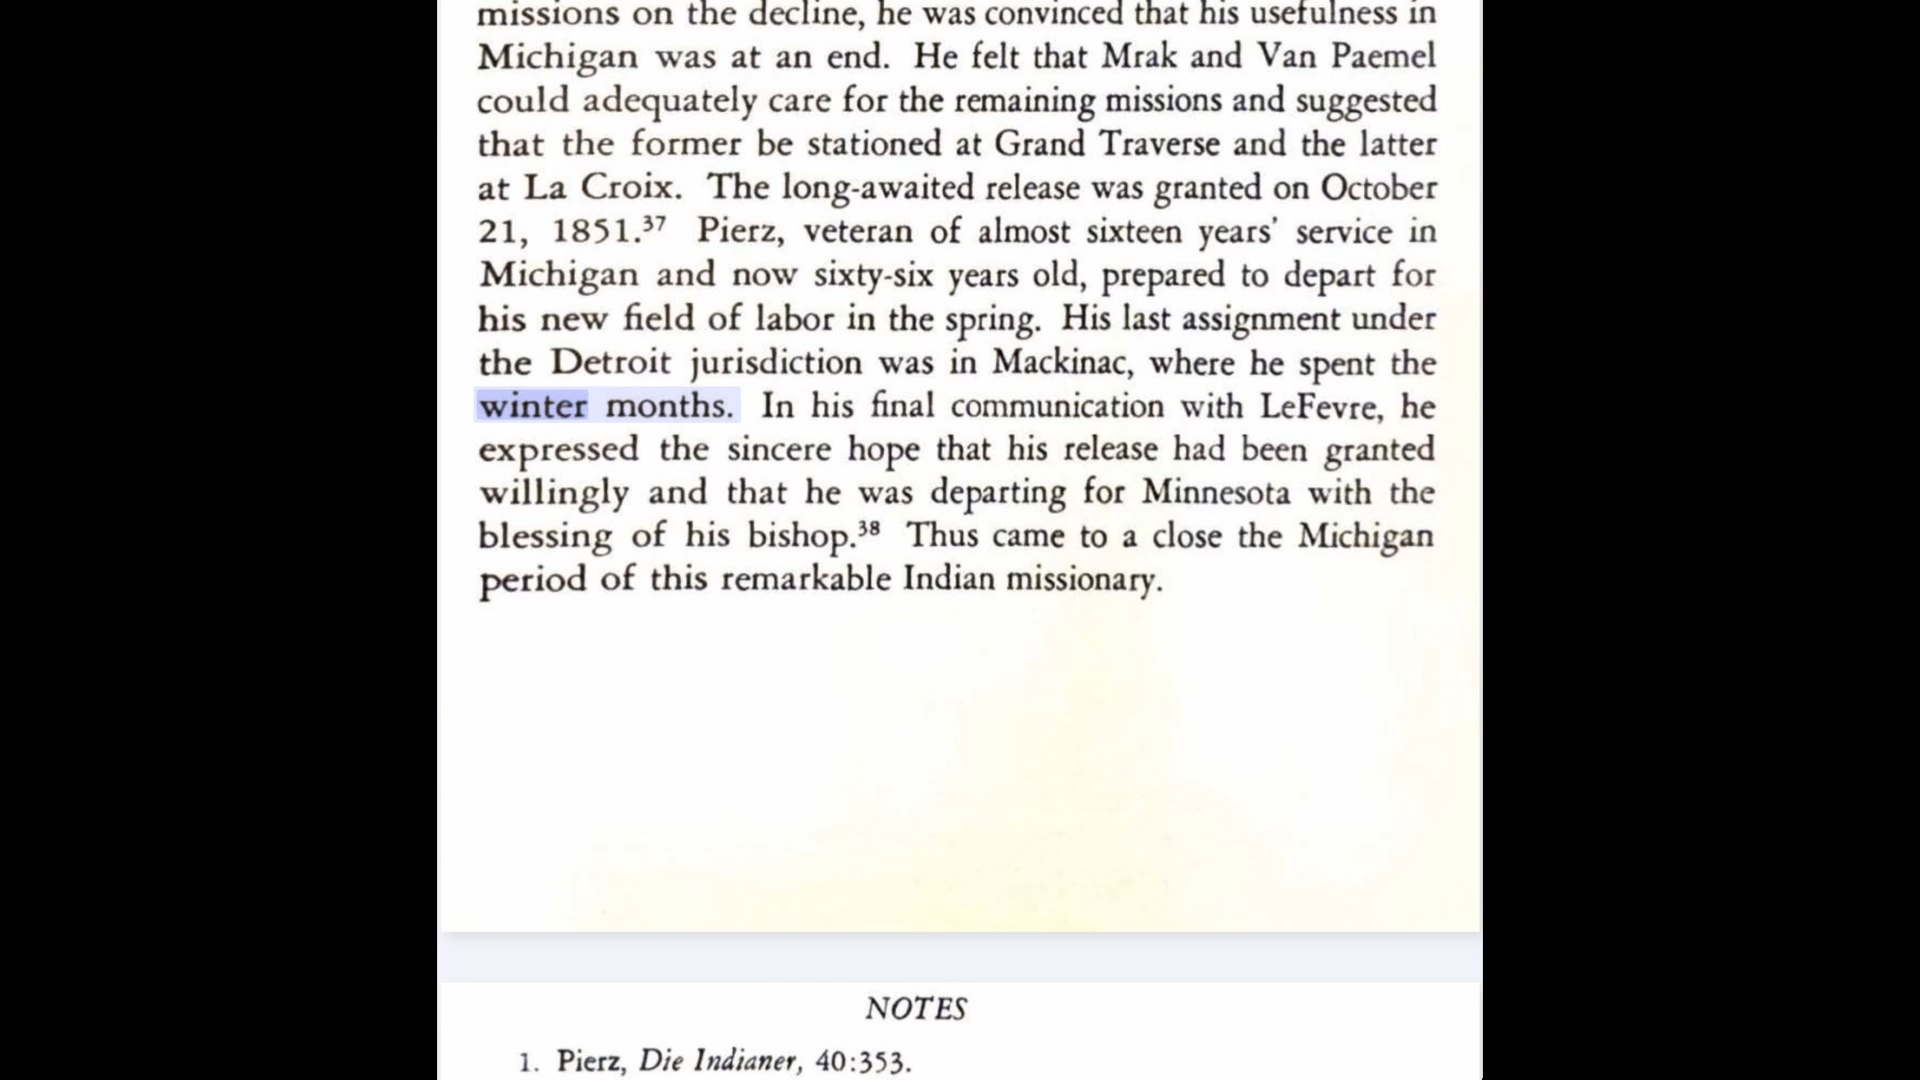 missions on the decline, he was convinced that his usefulness in
Michigan was at an end. He felt that Mrak and Van Paemel
could adequately care for the remaining missions and suggested
that the former be stationed at Grand Traverse and the latter
at La Croix. The long-awaited release was granted on October
21, 1851.³⁷ Pierz, veteran of almost sixteen years' service in
Michigan and now sixty-six years old, prepared to depart for
his new field of labor in the spring. His last assignment under
the Detroit jurisdiction was in Mackinac, where he spent the
winter months. In his final communication with LeFevre, he
expressed the sincere hope that his release had been granted
willingly and that he was departing for Minnesota with the
blessing of his bishop.³⁸ Thus came to a close the Michigan
period of this remarkable Indian missionary.
NOTES
1. Pierz, Die Indianer, 40:353.